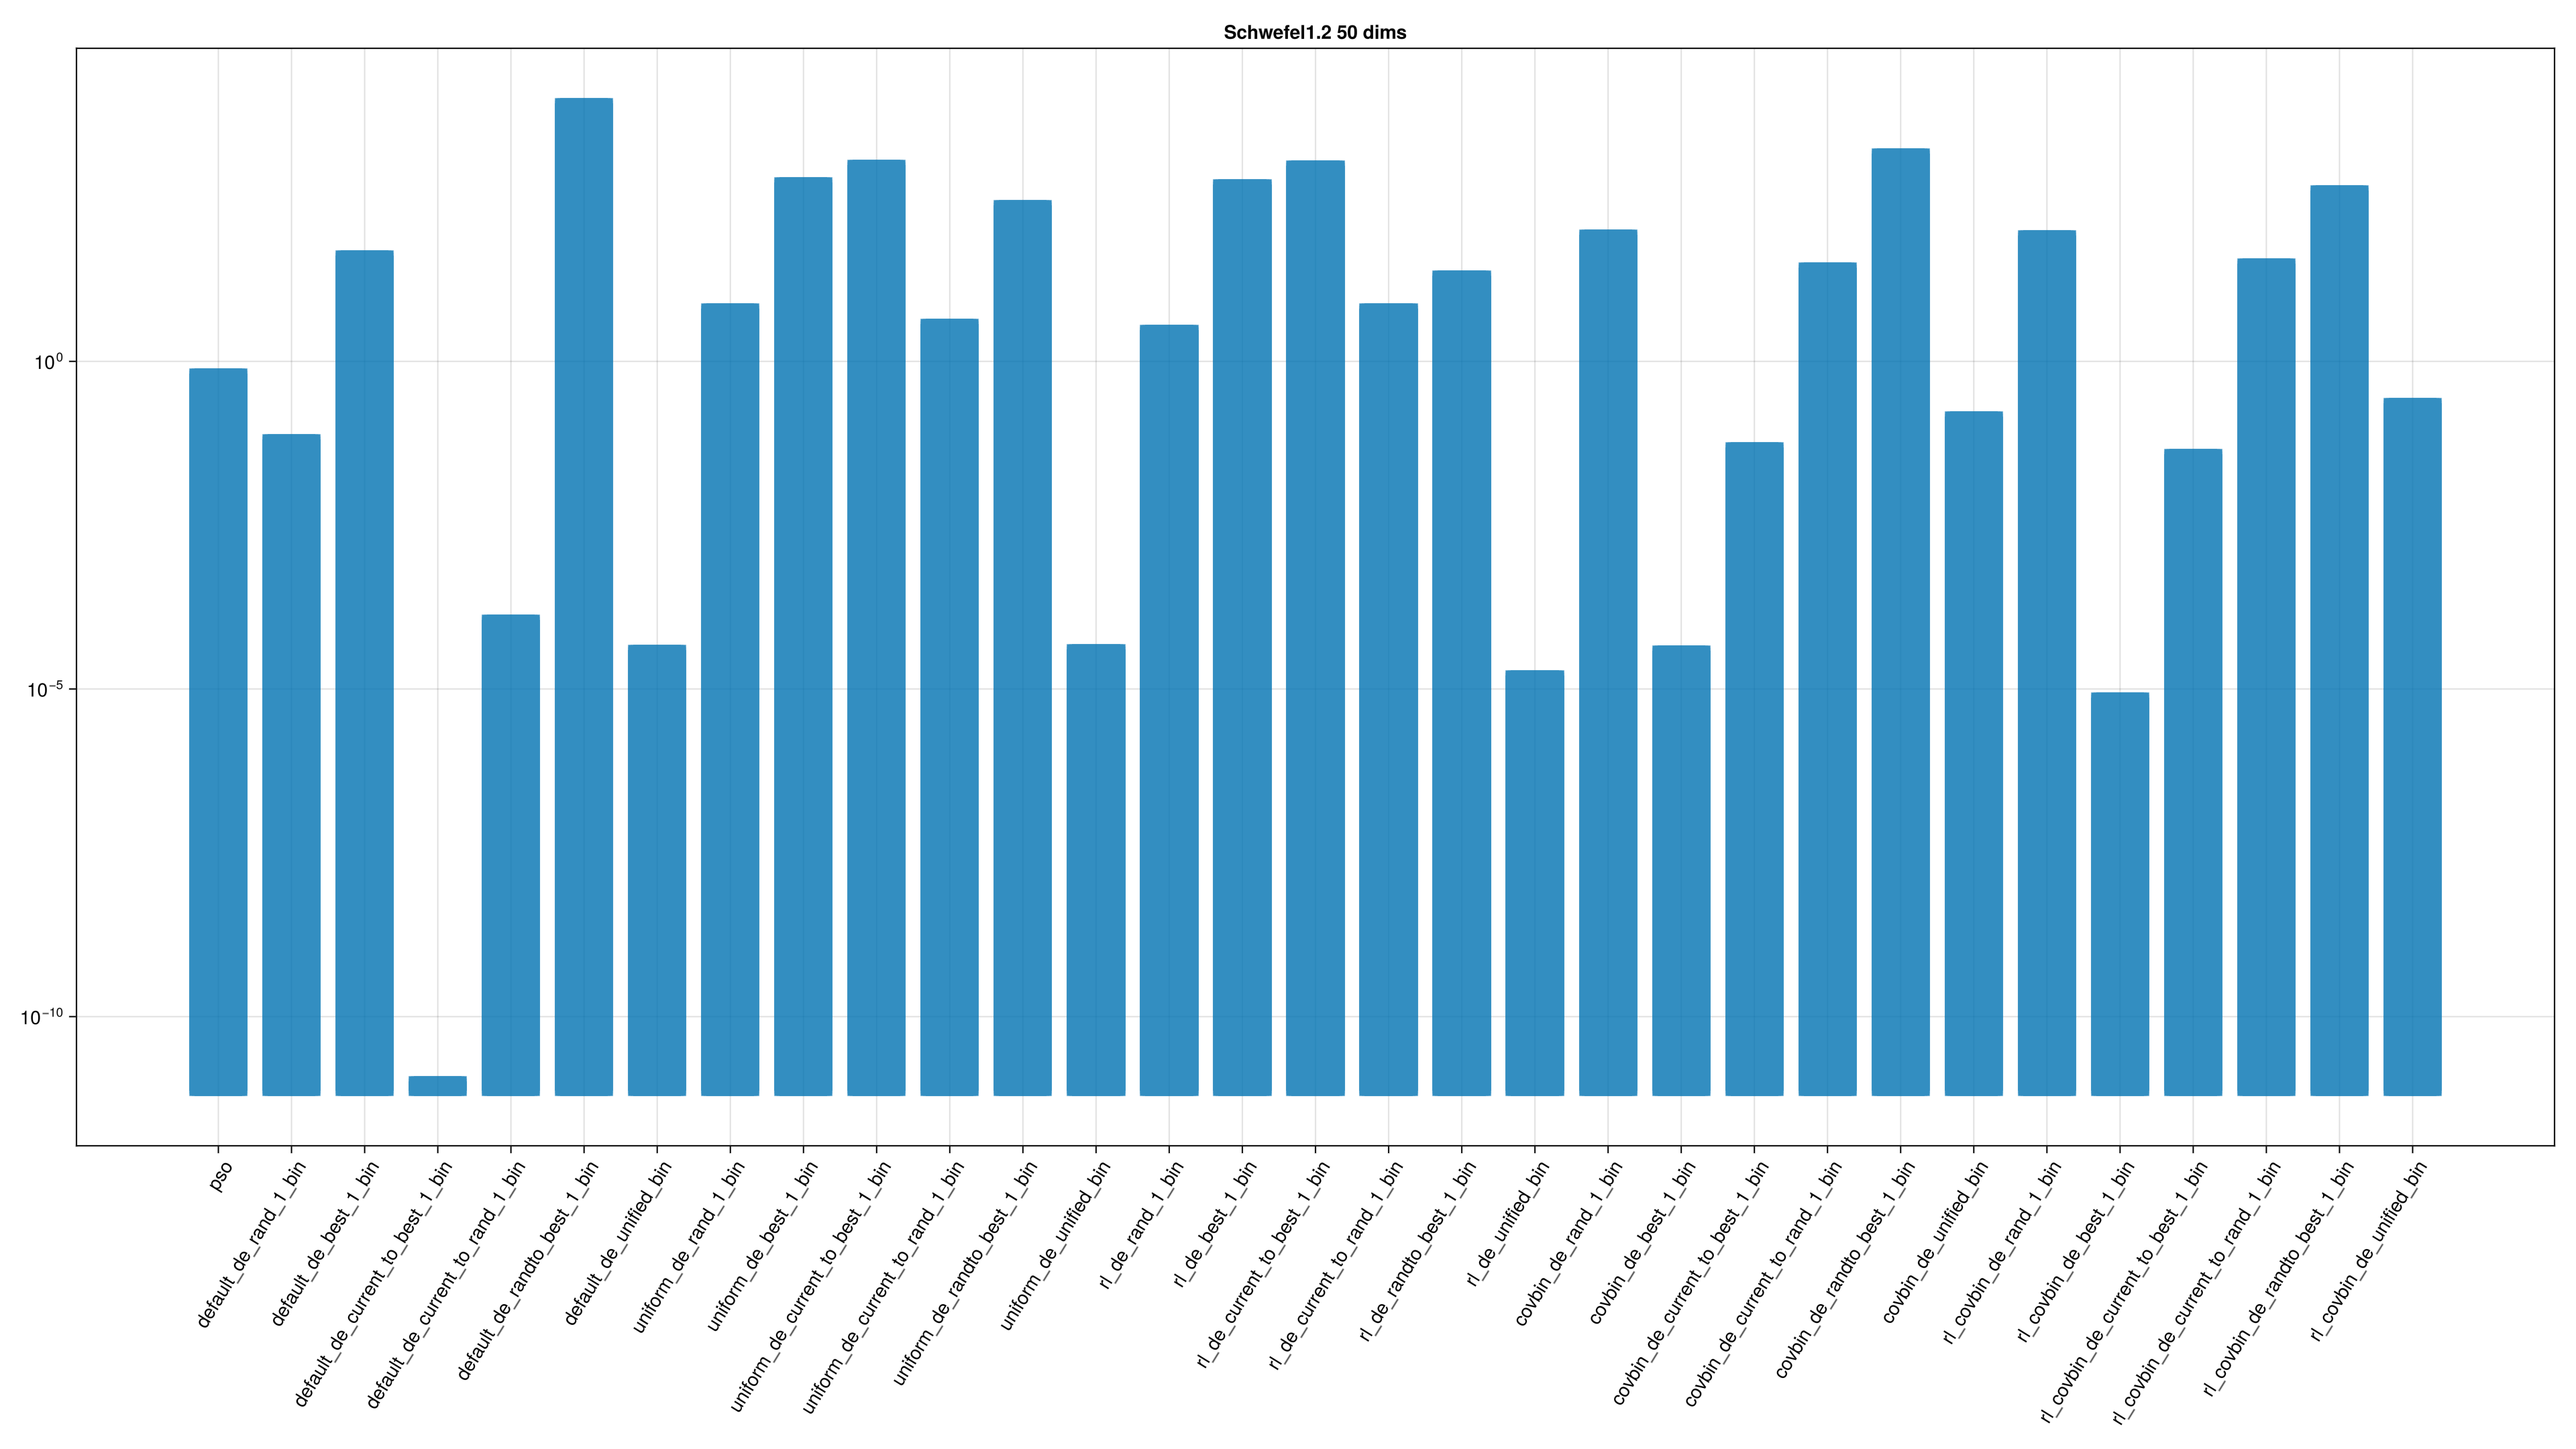 Schwefel1.2 50 dims
10⁰
10⁻⁵
10⁻¹⁰
pso
default_de_rand_1_bin
default_de_best_1_bin
default_de_current_to_best_1_bin
default_de_current_to_rand_1_bin
default_de_randto_best_1_bin
default_de_unified_bin
uniform_de_rand_1_bin
uniform_de_best_1_bin
uniform_de_current_to_best_1_bin
uniform_de_current_to_rand_1_bin
uniform_de_randto_best_1_bin
uniform_de_unified_bin
rl_de_rand_1_bin
rl_de_best_1_bin
rl_de_current_to_best_1_bin
rl_de_current_to_rand_1_bin
rl_de_randto_best_1_bin
rl_de_unified_bin
covbin_de_rand_1_bin
covbin_de_best_1_bin
covbin_de_current_to_best_1_bin
covbin_de_current_to_rand_1_bin
covbin_de_randto_best_1_bin
covbin_de_unified_bin
rl_covbin_de_rand_1_bin
rl_covbin_de_best_1_bin
rl_covbin_de_current_to_best_1_bin
rl_covbin_de_current_to_rand_1_bin
rl_covbin_de_randto_best_1_bin
rl_covbin_de_unified_bin